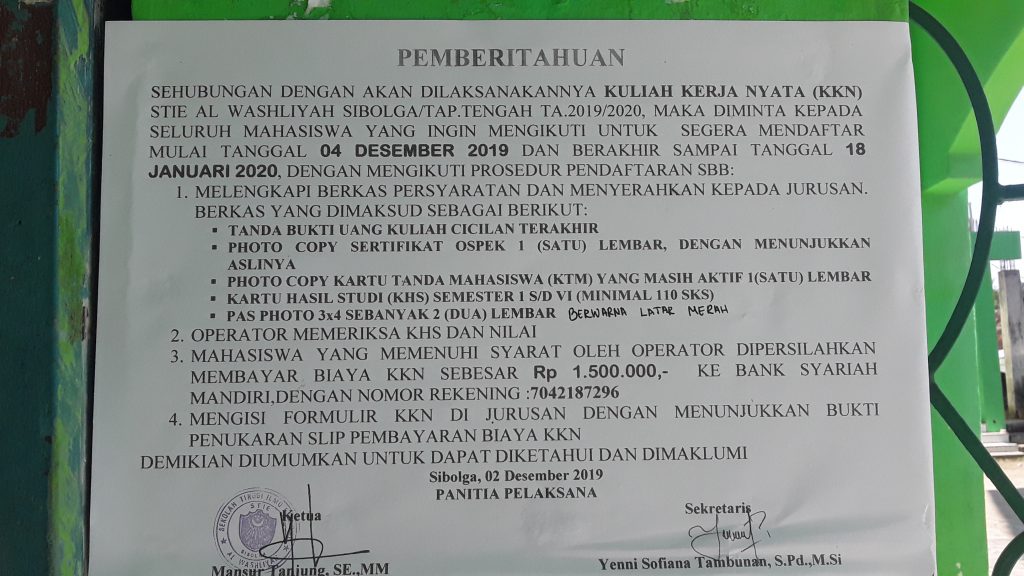 PEMBERITAHUAN
SEHUBUNGAN DENGAN AKAN DILAKSANAKANNYA KULIAH KERJA NYATA (KKN)
STIE AL WASHLIYAH SIBOLGA/TAP.TENGAH TA.2019/2020, MAKA DIMINTA KEPADA
SELURUH MAHASISWA YANG INGIN MENGIKUTI UNTUK SEGERA MENDAFTAR
MULAI TANGGAL 04 DESEMBER 2019 DAN BERAKHIR SAMPAI TANGGAL 18
JANUARI 2020, DENGAN MENGIKUTI PROSEDUR PENDAFTARAN SBB:
1. MELENGKAPI BERKAS PERSYARATAN DAN MENYERAHKAN KEPADA JURUSAN.
BERKAS YANG DIMAKSUD SEBAGAI BERIKUT:
▪ TANDA BUKTI UANG KULIAH CICILAN TERAKHIR
▪ PHOTO COPY SERTIFIKAT OSPEK 1 (SATU) LEMBAR, DENGAN MENUNJUKKAN
ASLINYA
▪ PHOTO COPY KARTU TANDA MAHASISWA (KTM) YANG MASIH AKTIF 1(SATU) LEMBAR
▪ KARTU HASIL STUDI (KHS) SEMESTER 1 S/D VI (MINIMAL 110 SKS)
▪ PAS PHOTO 3x4 SEBANYAK 2 (DUA) LEMBAR BERWARNA LATAR MERAH
2. OPERATOR MEMERIKSA KHS DAN NILAI
3. MAHASISWA YANG MEMENUHI SYARAT OLEH OPERATOR DIPERSILAHKAN
MEMBAYAR BIAYA KKN SEBESAR Rp 1.500.000,- KE BANK SYARIAH
MANDIRI,DENGAN NOMOR REKENING :7042187296
4. MENGISI FORMULIR KKN DI JURUSAN DENGAN MENUNJUKKAN BUKTI
PENUKARAN SLIP PEMBAYARAN BIAYA KKN
DEMIKIAN DIUMUMKAN UNTUK DAPAT DIKETAHUI DAN DIMAKLUMI
Sibolga, 02 Desember 2019
PANITIA PELAKSANA
Ketua
Sekretaris
SEKOLAH TINGGI
STIE
AL WASHLIYAH
Mansur Tanjung, SE.,MM
Yenni Sofiana Tambunan, S.Pd.,M.Si